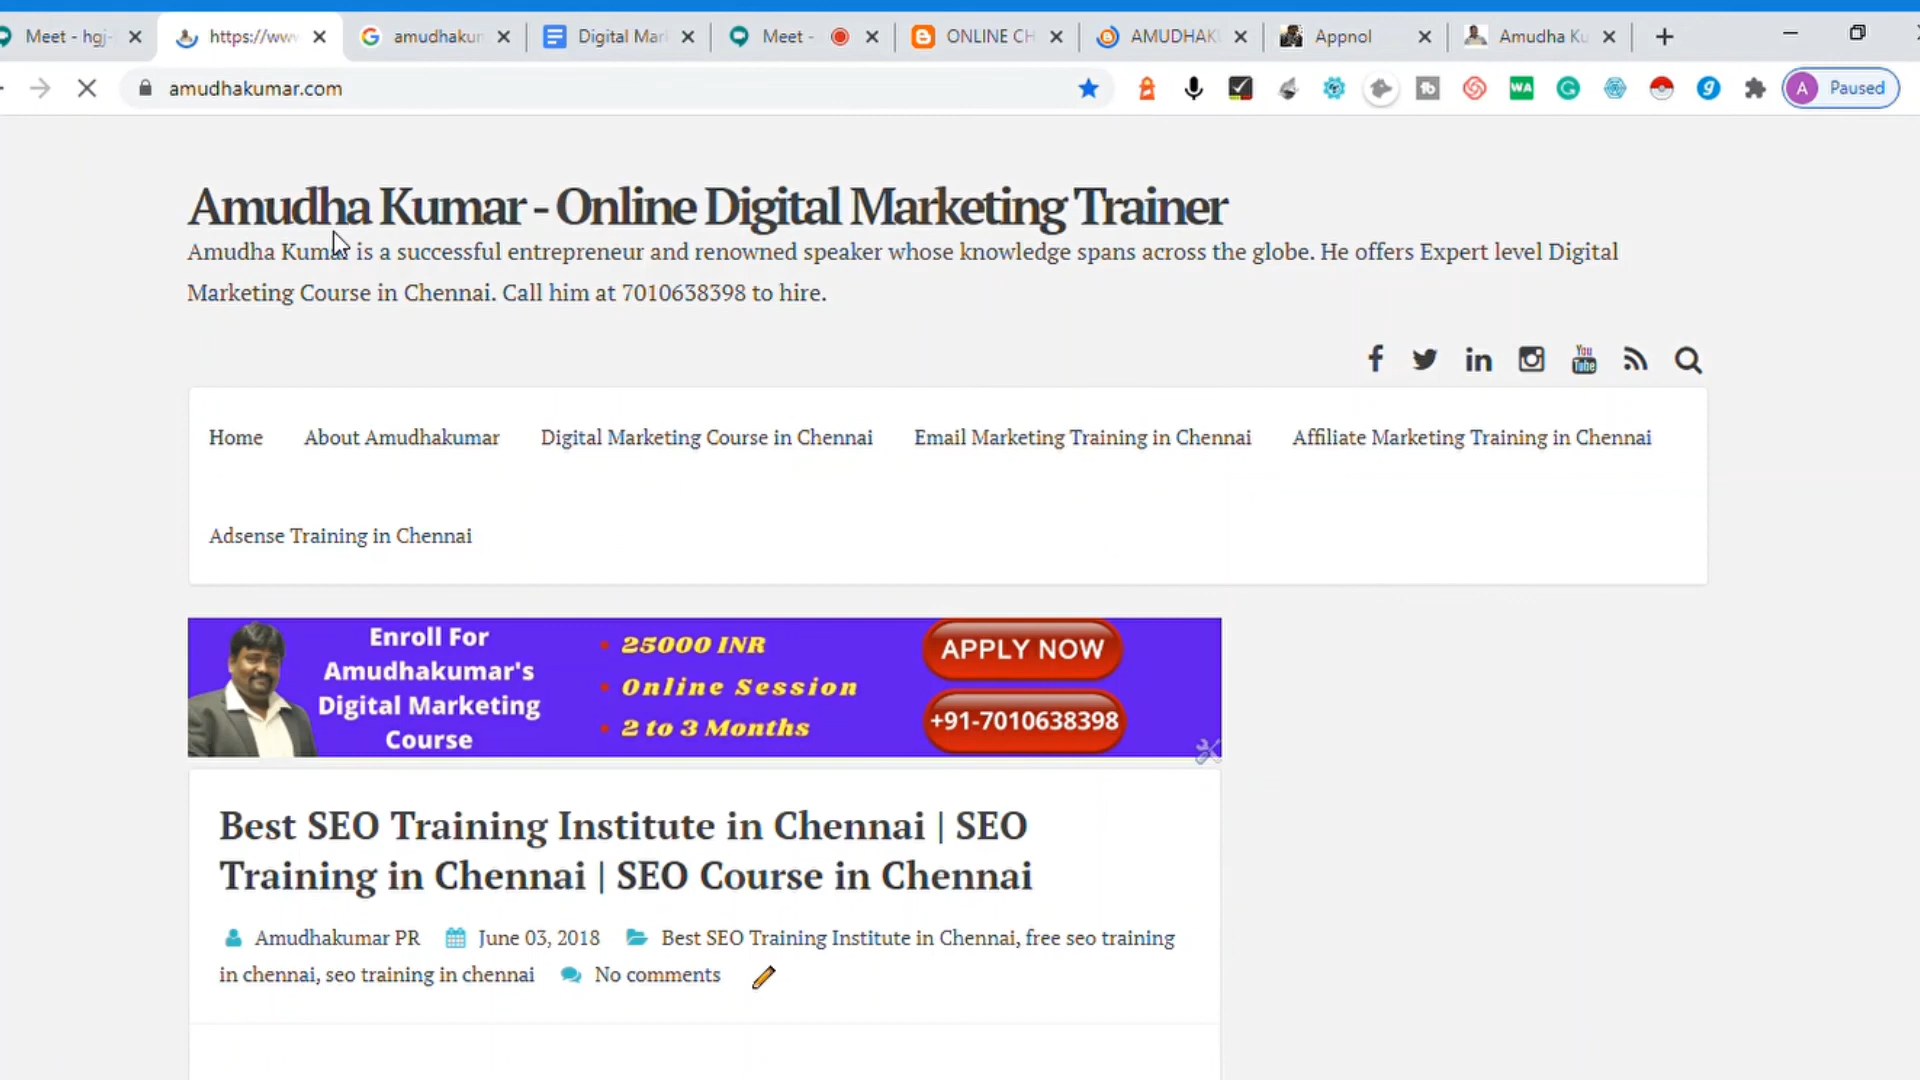 Meet - hgj-
https://www
amudhakun
Digital Mar
Meet -
ONLINE CH
AMUDHAK
Appnol
Amudha Ku
amudhakumar.com
WA
A Paused
Amudha Kumar - Online Digital Marketing Trainer
Amudha Kumar is a successful entrepreneur and renowned speaker whose knowledge spans across the globe. He offers Expert level Digital
Marketing Course in Chennai. Call him at 7010638398 to hire.
You
Tube
Home
About Amudhakumar
Digital Marketing Course in Chennai
Email Marketing Training in Chennai
Affiliate Marketing Training in Chennai
Adsense Training in Chennai
Enroll For
Amudhakumar's
Digital Marketing
Course
25000 INR
Online Session
2 to 3 Months
APPLY NOW
+91-7010638398
Best SEO Training Institute in Chennai | SEO
Training in Chennai | SEO Course in Chennai
Amudhakumar PR June 03, 2018 Best SEO Training Institute in Chennai, free seo training
in chennai, seo training in chennai No comments